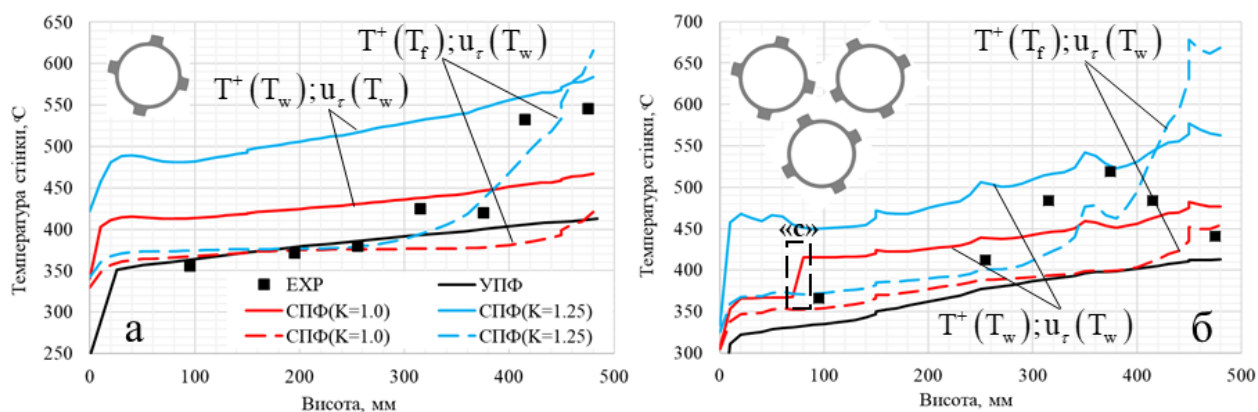 650
600
550
500
450
400
350
300
250
Температура стінки, °C
T⁺(T_f);u_τ(T_w)
T⁺(T_w);u_τ(T_w)
а
EXP
УПФ
СПФ(K=1.0)
СПФ(K=1.25)
СПФ(K=1.0)
СПФ(K=1.25)
0
100
200
300
400
500
Висота, мм
700
650
600
550
500
450
400
350
300
Температура стінки, °C
T⁺(T_f);u_τ(T_w)
«с»
T⁺(T_w);u_τ(T_w)
б
0
100
200
300
400
500
Висота, мм